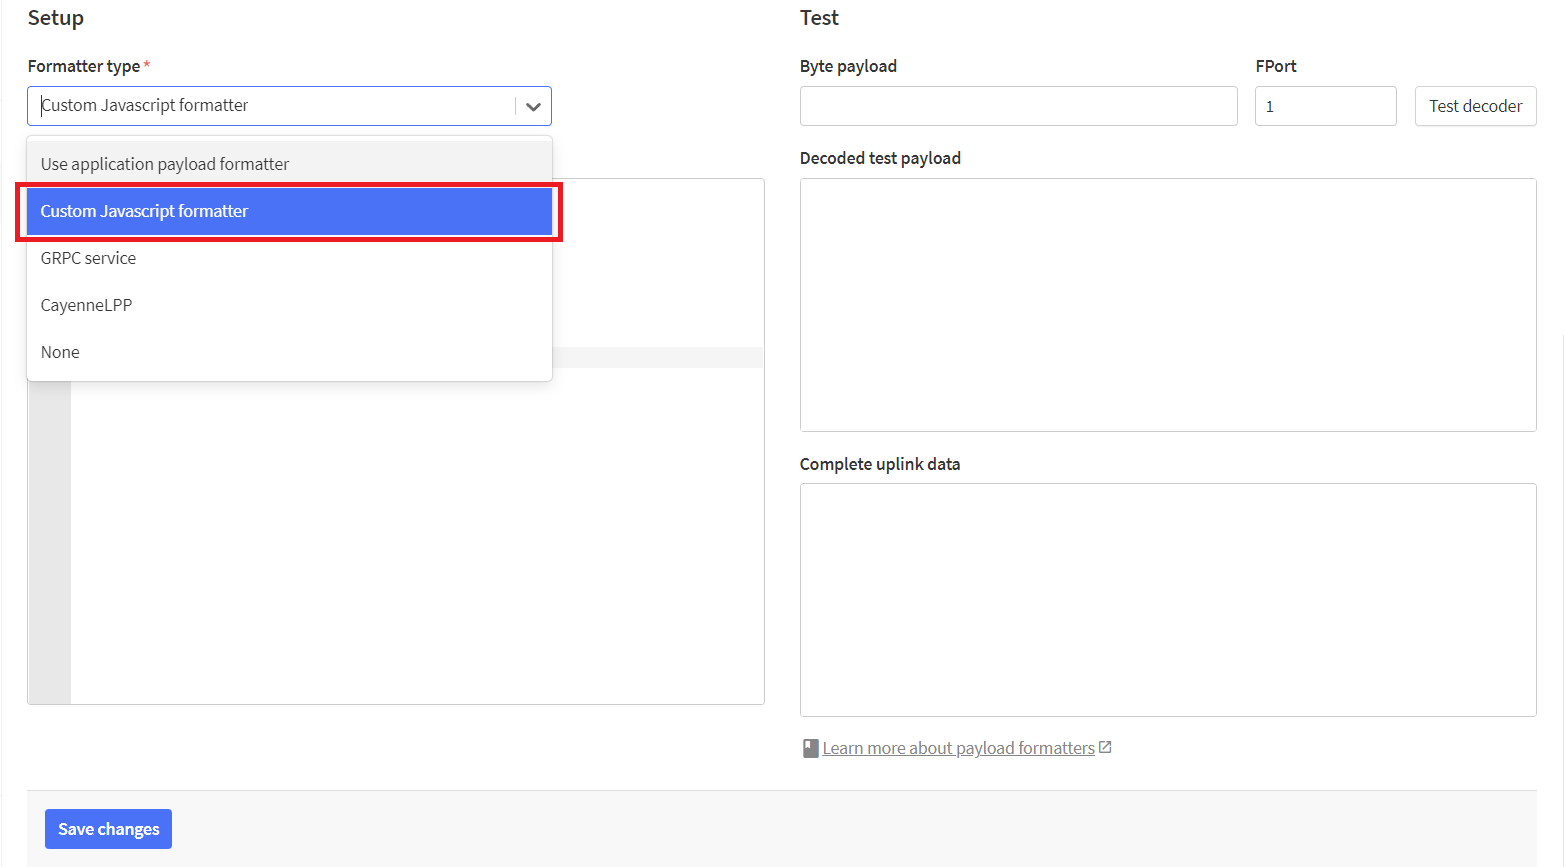 Setup
Formatter type *
Custom Javascript formatter
Use application payload formatter
Custom Javascript formatter
GRPC service
CayenneLPP
None
Test
Byte payload
FPort
1
Test decoder
Decoded test payload
Complete uplink data
Learn more about payload formatters
Save changes